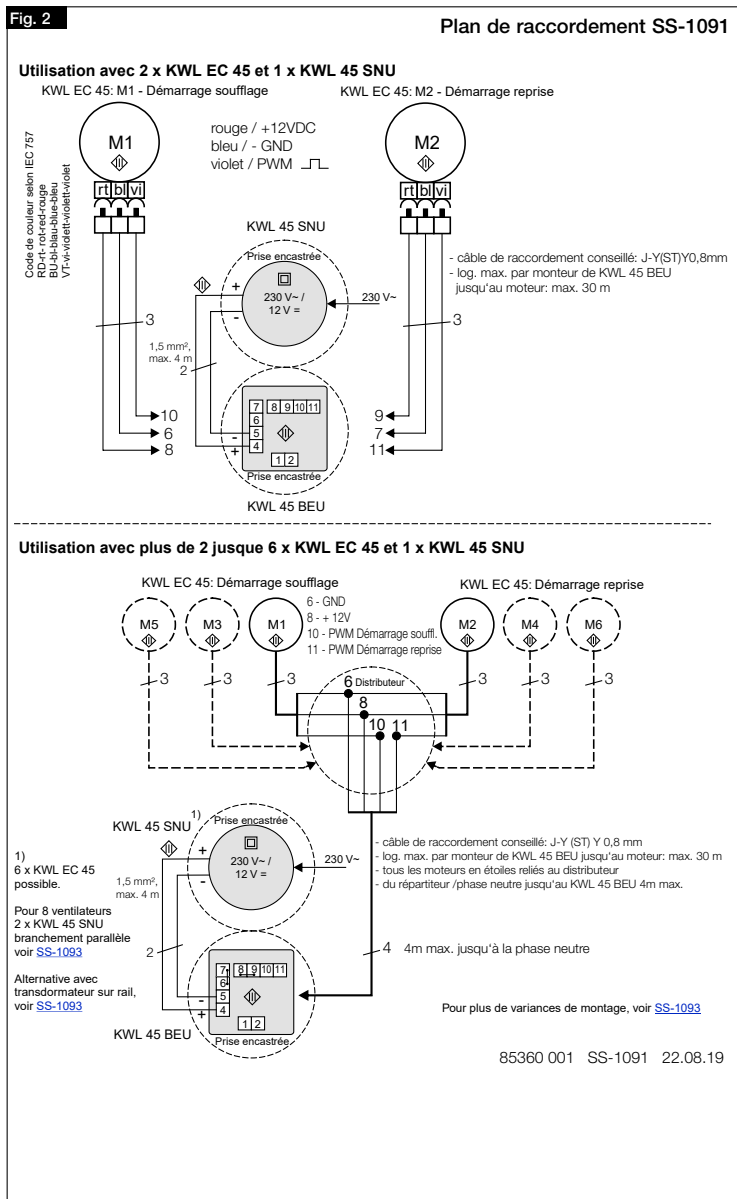 Fig. 2
Plan de raccordement SS-1091
Utilisation avec 2 x KWL EC 45 et 1 x KWL 45 SNU
KWL EC 45: M1 - Démarrage soufflage
KWL EC 45: M2 - Démarrage reprise
Code de couleur selon IEC 757
RD-rt- rot-red-rouge
BU-bl-blau-blue-bleu
VT-vi-violett-violett-violet
M1
rt bl vi
rouge / +12VDC
bleu / - GND
violet / PWM
M2
rt bl vi
KWL 45 SNU
Prise encastrée
230 V~ /
12 V =
+
-
230 V~
- câble de raccordement conseillé: J-Y(ST)Y0,8mm
- log. max. par monteur de KWL 45 BEU
jusqu'au moteur: max. 30 m
3
3
1,5 mm²,
max. 4 m
2
10
6
8
7 8 9 10 11
6
5
4
-
+
1 2
Prise encastrée
KWL 45 BEU
9
7
11
Utilisation avec plus de 2 jusque 6 x KWL EC 45 et 1 x KWL 45 SNU
KWL EC 45: Démarrage soufflage
KWL EC 45: Démarrage reprise
M5
M3
M1
6 - GND
8 - + 12V
10 - PWM Démarrage souffl.
11 - PWM Démarrage reprise
M2
M4
M6
3
3
3
3
3
3
6 Distributeur
8
10 11
KWL 45 SNU 1)
Prise encastrée
230 V~ /
12 V =
+
-
230 V~
- câble de raccordement conseillé: J-Y (ST) Y 0,8 mm
- log. max. par monteur de KWL 45 BEU jusqu'au moteur: max. 30 m
- tous les moteurs en étoiles reliés au distributeur
- du répartiteur /phase neutre jusqu'au KWL 45 BEU 4m max.
1)
6 x KWL EC 45
possible.
Pour 8 ventilateurs
2 x KWL 45 SNU
branchement parallèle
voir SS-1093
Alternative avec
transdormateur sur rail,
voir SS-1093
1,5 mm²,
max. 4 m
2
4 4m max. jusqu'à la phase neutre
7 8 9 10 11
6
5
4
-
+
1 2
Prise encastrée
KWL 45 BEU
Pour plus de variances de montage, voir SS-1093
85360 001 SS-1091 22.08.19